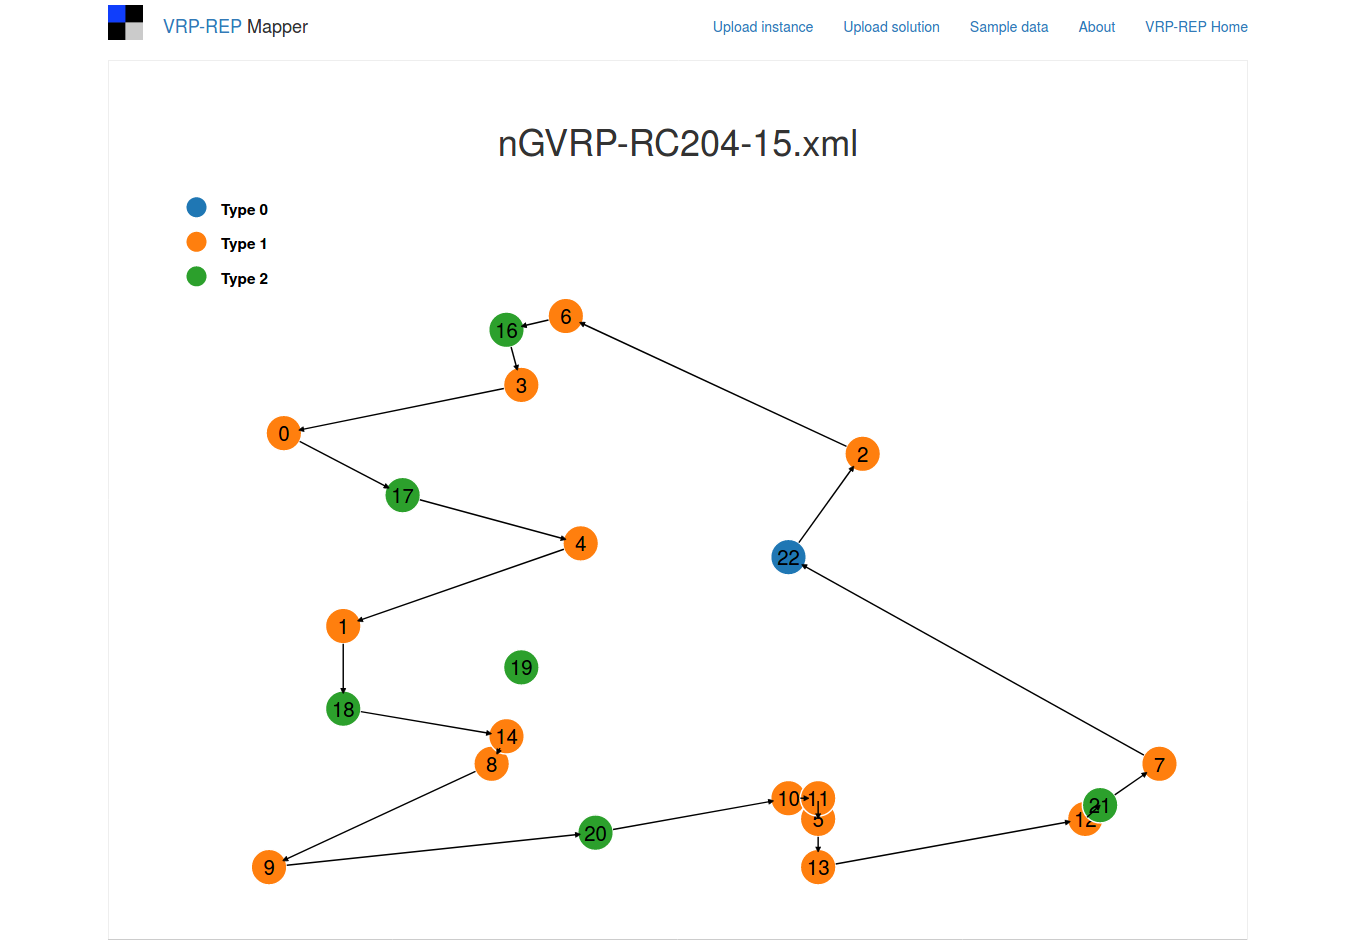 VRP-REP Mapper
Upload instance
Upload solution
Sample data
About
VRP-REP Home
nGVRP-RC204-15.xml
Type 0
Type 1
Type 2
6
16
3
0
2
17
4
22
1
19
18
14
8
7
10
11
21
5
12
20
9
13